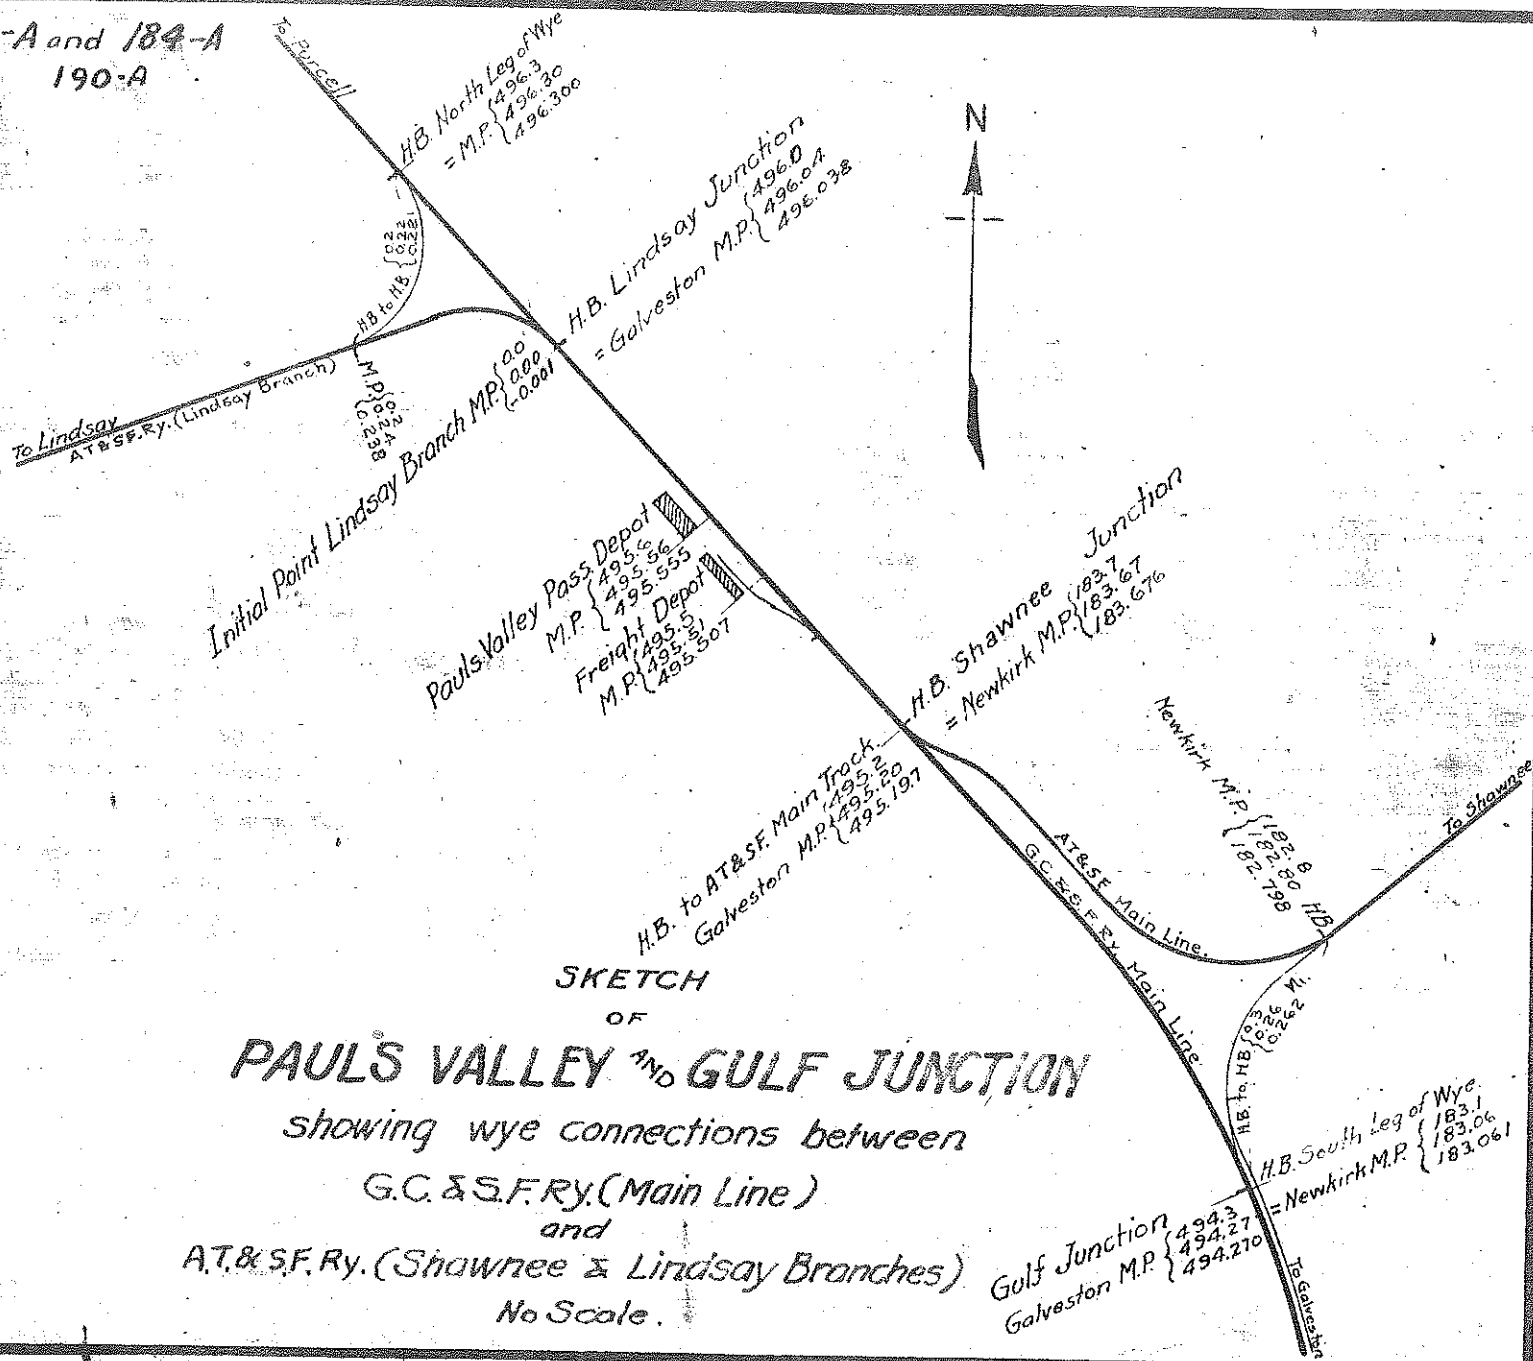 -A and 184-A
190-A
To Purcell
H.B. North Leg of Wye
= M.P. {496.3
496.30
496.300
N
H.B. Lindsay Junction
= Galveston M.P. {496.0
496.04
496.038
H.B. to H.B. {0.2
0.22
0.221
M.P. {0.2
0.24
0.238
To Lindsay
A.T.&S.F. Ry. (Lindsay Branch)
Initial Point Lindsay Branch M.P. {0.0
0.00
-0.001
Pauls Valley Pass. Depot
M.P. {495.6
495.56
495.555
Freight Depot
M.P. {495.5
495.51
495.507
H.B. Shawnee Junction
= Newkirk M.P. {183.7
183.67
183.676
H.B. to A.T.&S.F. Main Track.
Galveston M.P. {495.2
495.20
495.197
Newkirk M.P. {182.8
182.80
182.798
H.B.
To Shawnee
A.T.&S.F. Main Line.
G.C.&S.F. Ry. Main Line.
H.B. to H.B. {0.3
0.26
0.262 Mi.
H.B. South Leg of Wye.
= Newkirk M.P. {183.1
183.06
183.061
Gulf Junction
Galveston M.P. {494.3
494.27
494.270
To Galveston
SKETCH
OF
PAUL'S VALLEY AND GULF JUNCTION
showing wye connections between
G.C.&S.F. Ry. (Main Line)
and
A.T.&S.F. Ry. (Shawnee & Lindsay Branches)
No Scale.